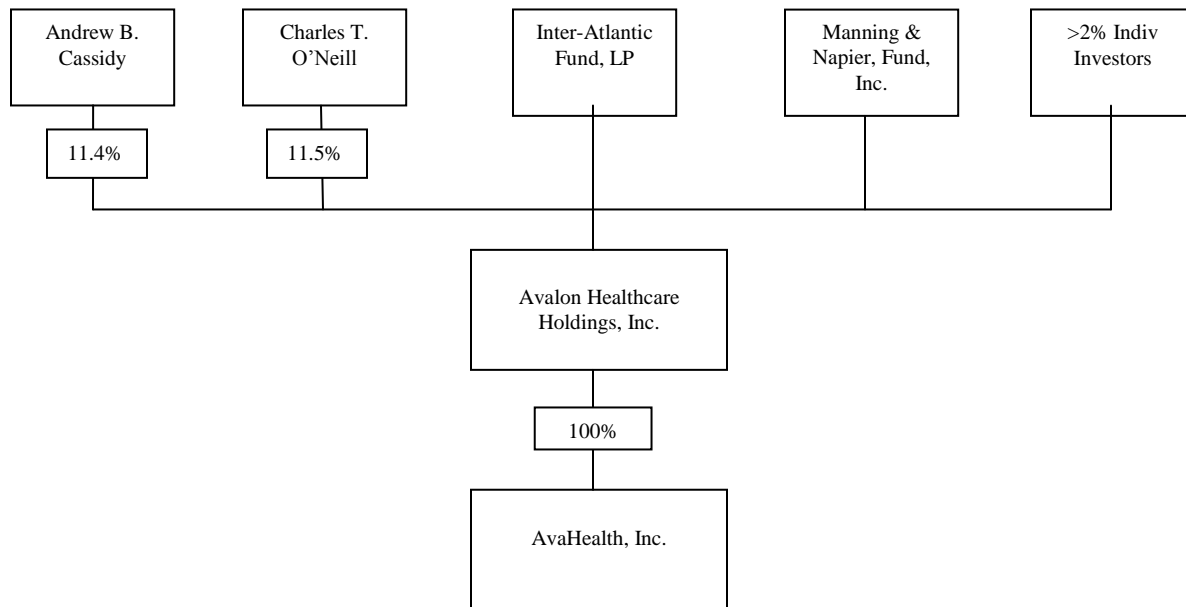 Andrew B.
Cassidy
Charles T.
O’Neill
Inter-Atlantic
Fund, LP
Manning &
Napier, Fund,
Inc.
>2% Indiv
Investors
11.4%
11.5%
Avalon Healthcare
Holdings, Inc.
100%
AvaHealth, Inc.